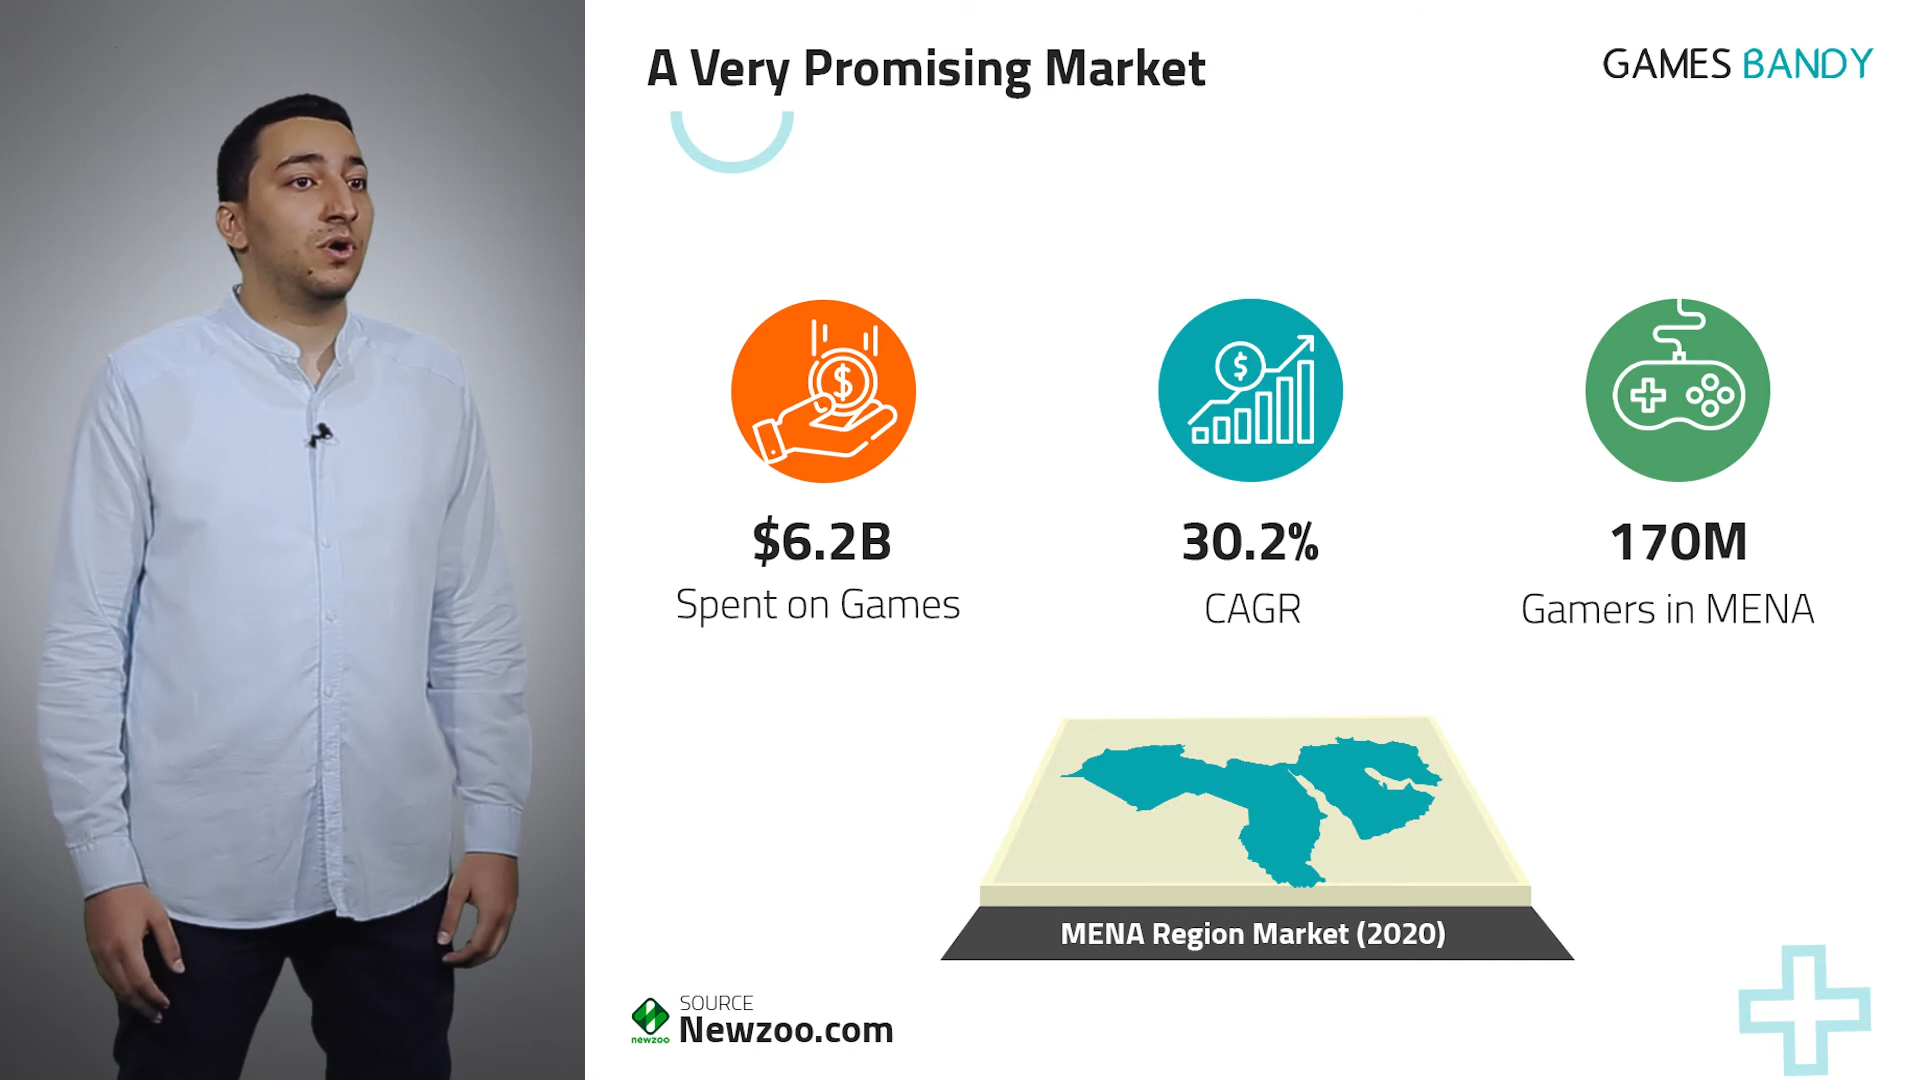 A Very Promising Market
GAMES BANDY
$6.2B
Spent on Games
30.2%
CAGR
170M
Gamers in MENA
MENA Region Market (2020)
SOURCE
Newzoo.com
newzoo